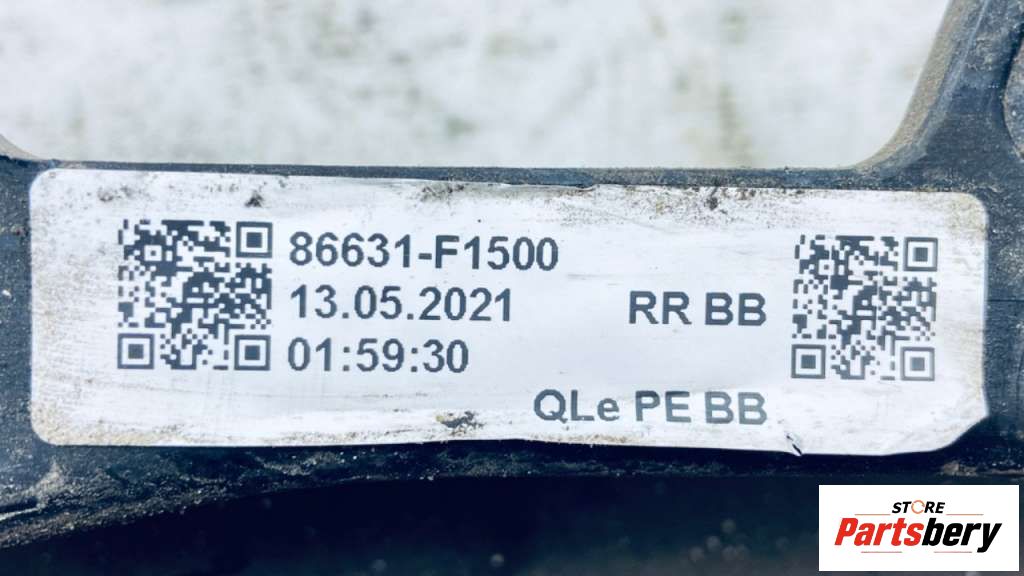 86631-F1500
13.05.2021
RR BB
01:59:30
QLe PE BB
STORE
Partsbery